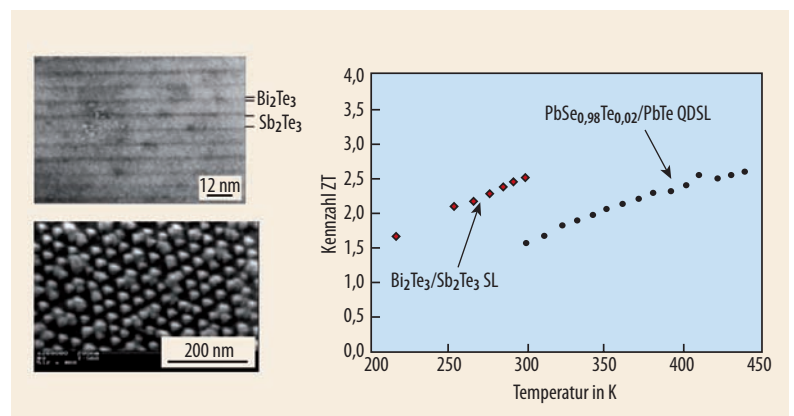 Bi₂Te₃
Sb₂Te₃
12 nm
200 nm
Kennzahl ZT
4,0
3,5
3,0
2,5
2,0
1,5
1,0
0,5
0,0
PbSe₀,₉₈Te₀,₀₂/PbTe QDSL
Bi₂Te₃/Sb₂Te₃ SL
200 250 300 350 400 450
Temperatur in K